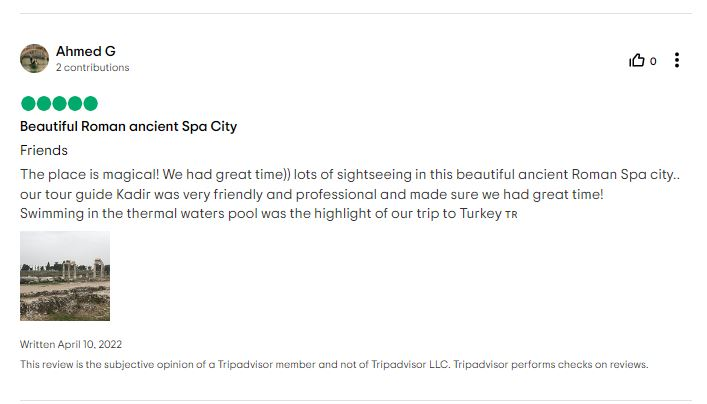 Ahmed G
2 contributions
0
Beautiful Roman ancient Spa City
Friends
The place is magical! We had great time)) lots of sightseeing in this beautiful ancient Roman Spa city..
our tour guide Kadir was very friendly and professional and made sure we had great time!
Swimming in the thermal waters pool was the highlight of our trip to Turkey TR
Written April 10, 2022
This review is the subjective opinion of a Tripadvisor member and not of Tripadvisor LLC. Tripadvisor performs checks on reviews.